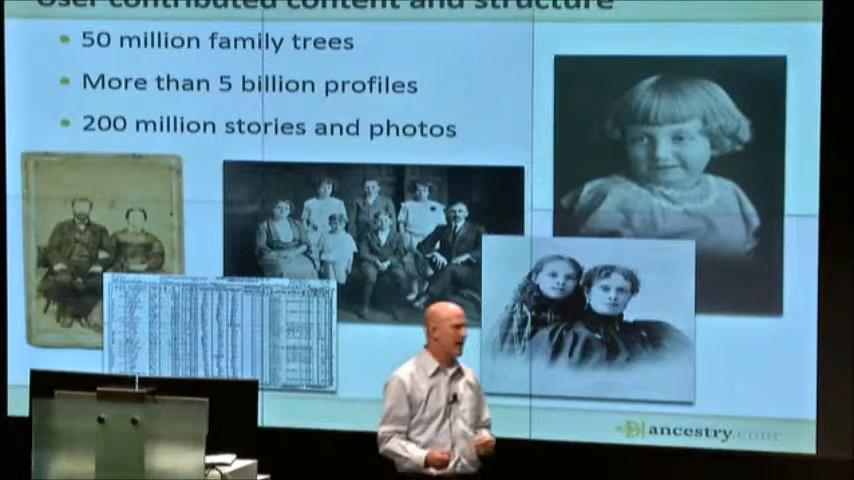 User contributed content and structure
50 million family trees
More than 5 billion profiles
200 million stories and photos
ancestry.com